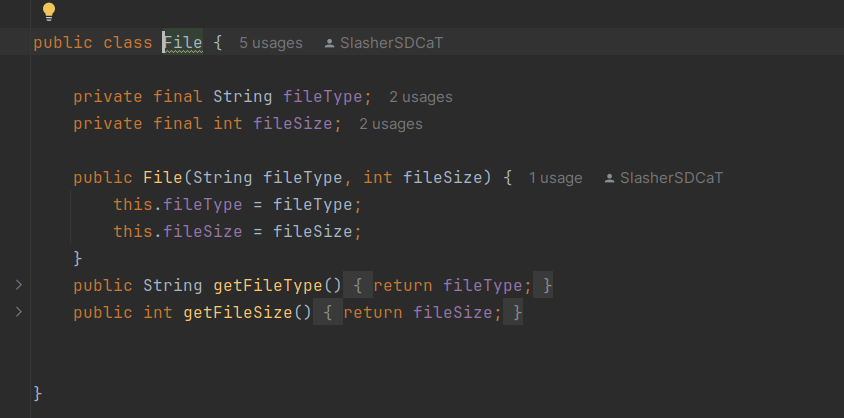 public class File { 5 usages SlasherSDCaT
private final String fileType; 2 usages
private final int fileSize; 2 usages
public File(String fileType, int fileSize) { 1 usage SlasherSDCaT
this.fileType = fileType;
this.fileSize = fileSize;
}
public String getFileType() { return fileType; }
public int getFileSize() { return fileSize; }
}